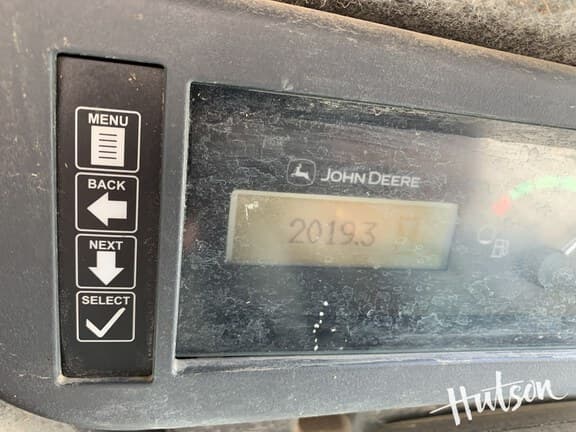 MENU
BACK
NEXT
SELECT
JOHN DEERE
2019.3
Hutson